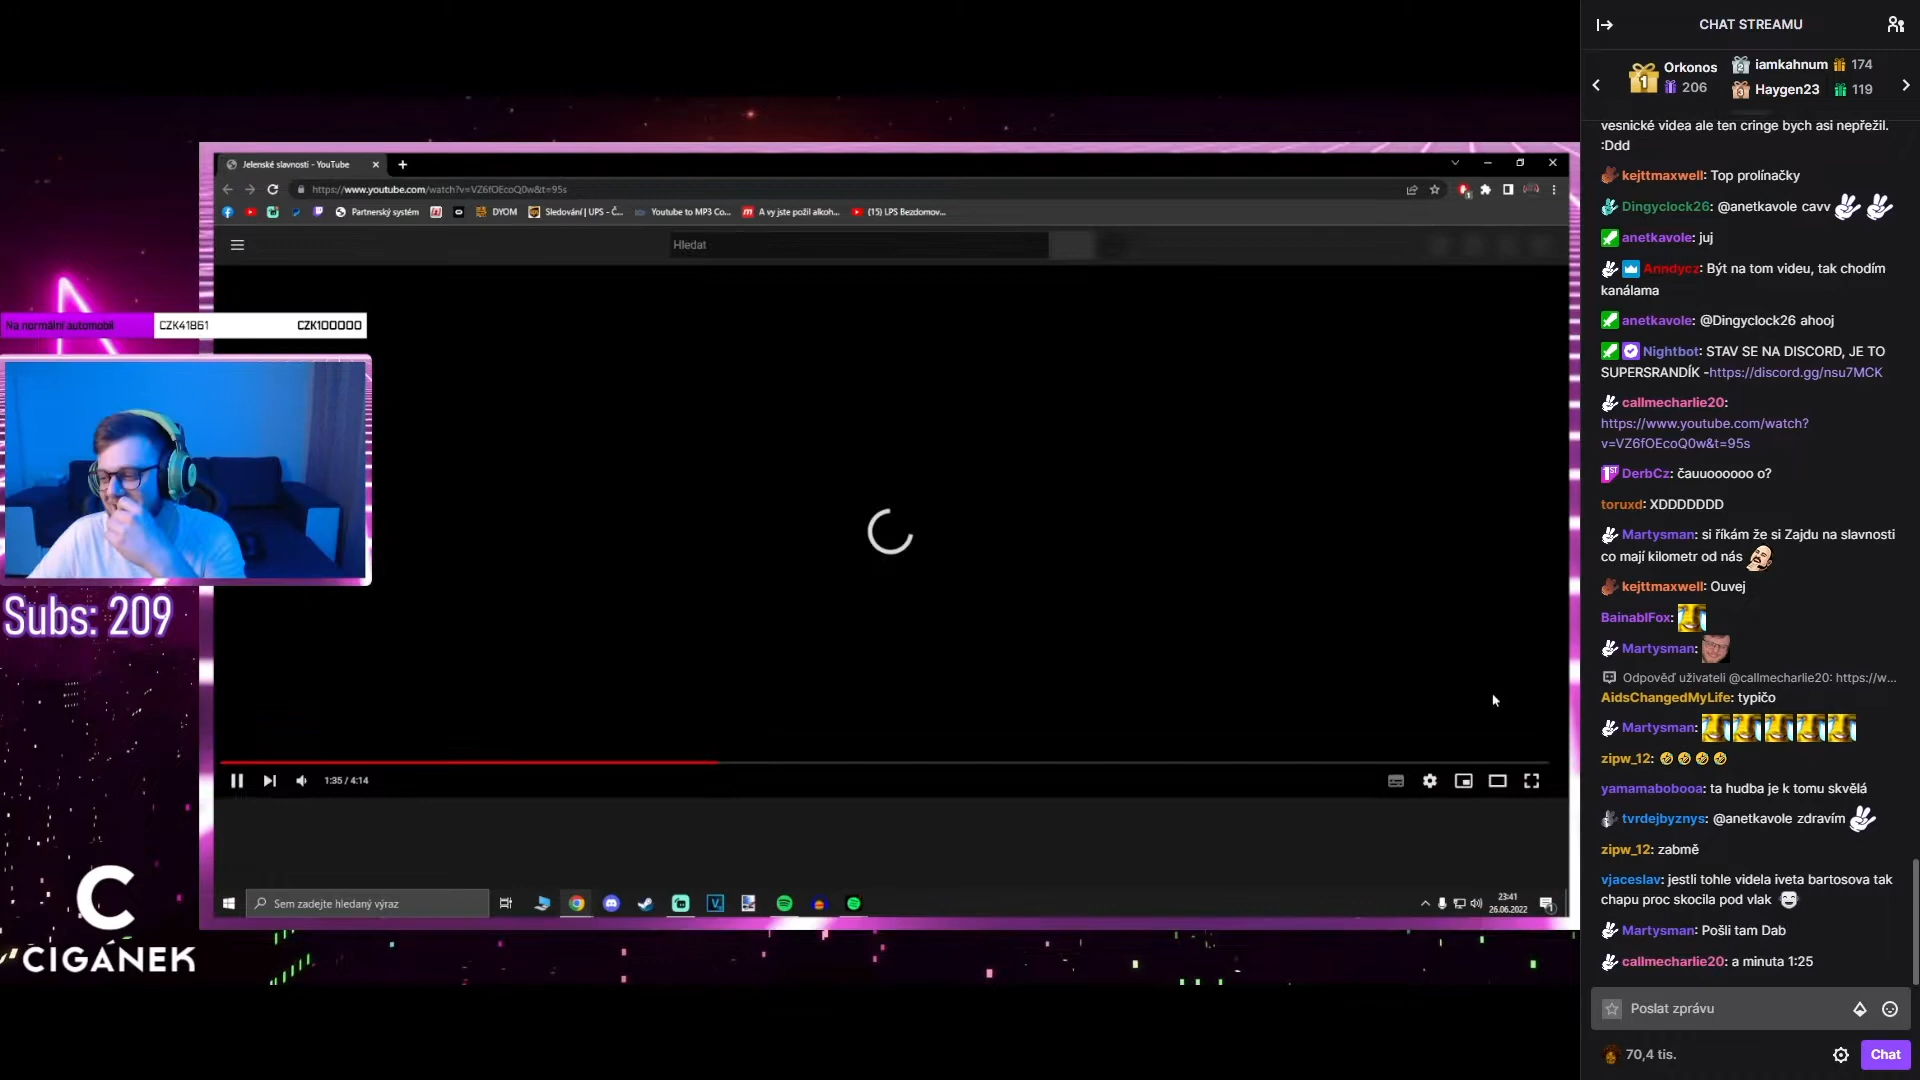 Jelenské slavnosti - YouTube
https://www.youtube.com/watch?v=VZ6fOEcoQ0w&t=95s
Partnerský systém
DYOM
Sledování | UPS - Č...
Youtube to MP3 Co...
A vy jste požil alkoh...
(15) LPS Bezdomov...
Hledat
Na normální automobil
CZK41861
CZK100000
Subs: 209
C
CIGÁNEK
1:35 / 4:14
Sem zadejte hledaný výraz
23:41
26.06.2022
CHAT STREAMU
1
Orkonos
206
2
iamkahnum
174
3
Haygen23
119
vesnické videa ale ten cringe bych asi nepřežil.
:Ddd
kejttmaxwell: Top prolínačky
Dingyclock26: @anetkavole cavv
anetkavole: juj
Anndycz: Být na tom videu, tak chodím
kanálama
anetkavole: @Dingyclock26 ahooj
Nightbot: STAV SE NA DISCORD, JE TO
SUPERSRANDÍK -https://discord.gg/nsu7MCK
callmecharlie20:
https://www.youtube.com/watch?
v=VZ6fOEcoQ0w&t=95s
1ST
DerbCz: čauuoooooo o?
toruxd: XDDDDDDD
Martysman: si říkám že si Zajdu na slavnosti
co mají kilometr od nás
kejttmaxwell: Ouvej
BainablFox:
Martysman:
Odpověď uživateli @callmecharlie20: https://w...
AidsChangedMyLife: typičo
Martysman:
zipw_12:
yamamabobooa: ta hudba je k tomu skvělá
tvrdejbyznys: @anetkavole zdravím
zipw_12: zabmě
vjaceslav: jestli tohle videla iveta bartosova tak
chapu proc skocila pod vlak
Martysman: Pošli tam Dab
callmecharlie20: a minuta 1:25
Poslat zprávu
70,4 tis.
Chat